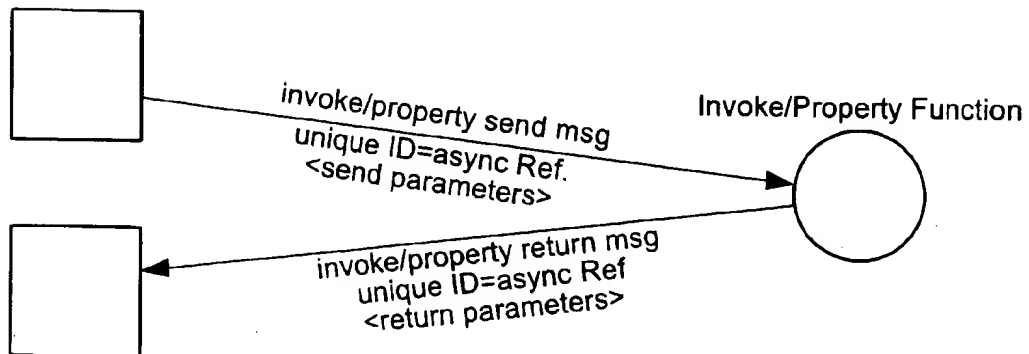 invoke/property send msg
unique ID=async Ref.
<send parameters>
Invoke/Property Function
invoke/property return msg
unique ID=async Ref
<return parameters>